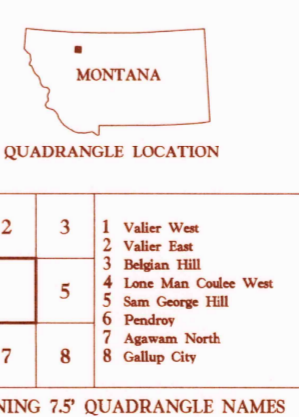 MONTANA
QUADRANGLE LOCATION
2 3
5
7 8
1 Valier West
2 Valier East
3 Belgian Hill
4 Lone Man Coulee West
5 Sam George Hill
6 Pendroy
7 Agawam North
8 Gallup City
NING 7.5' QUADRANGLE NAMES